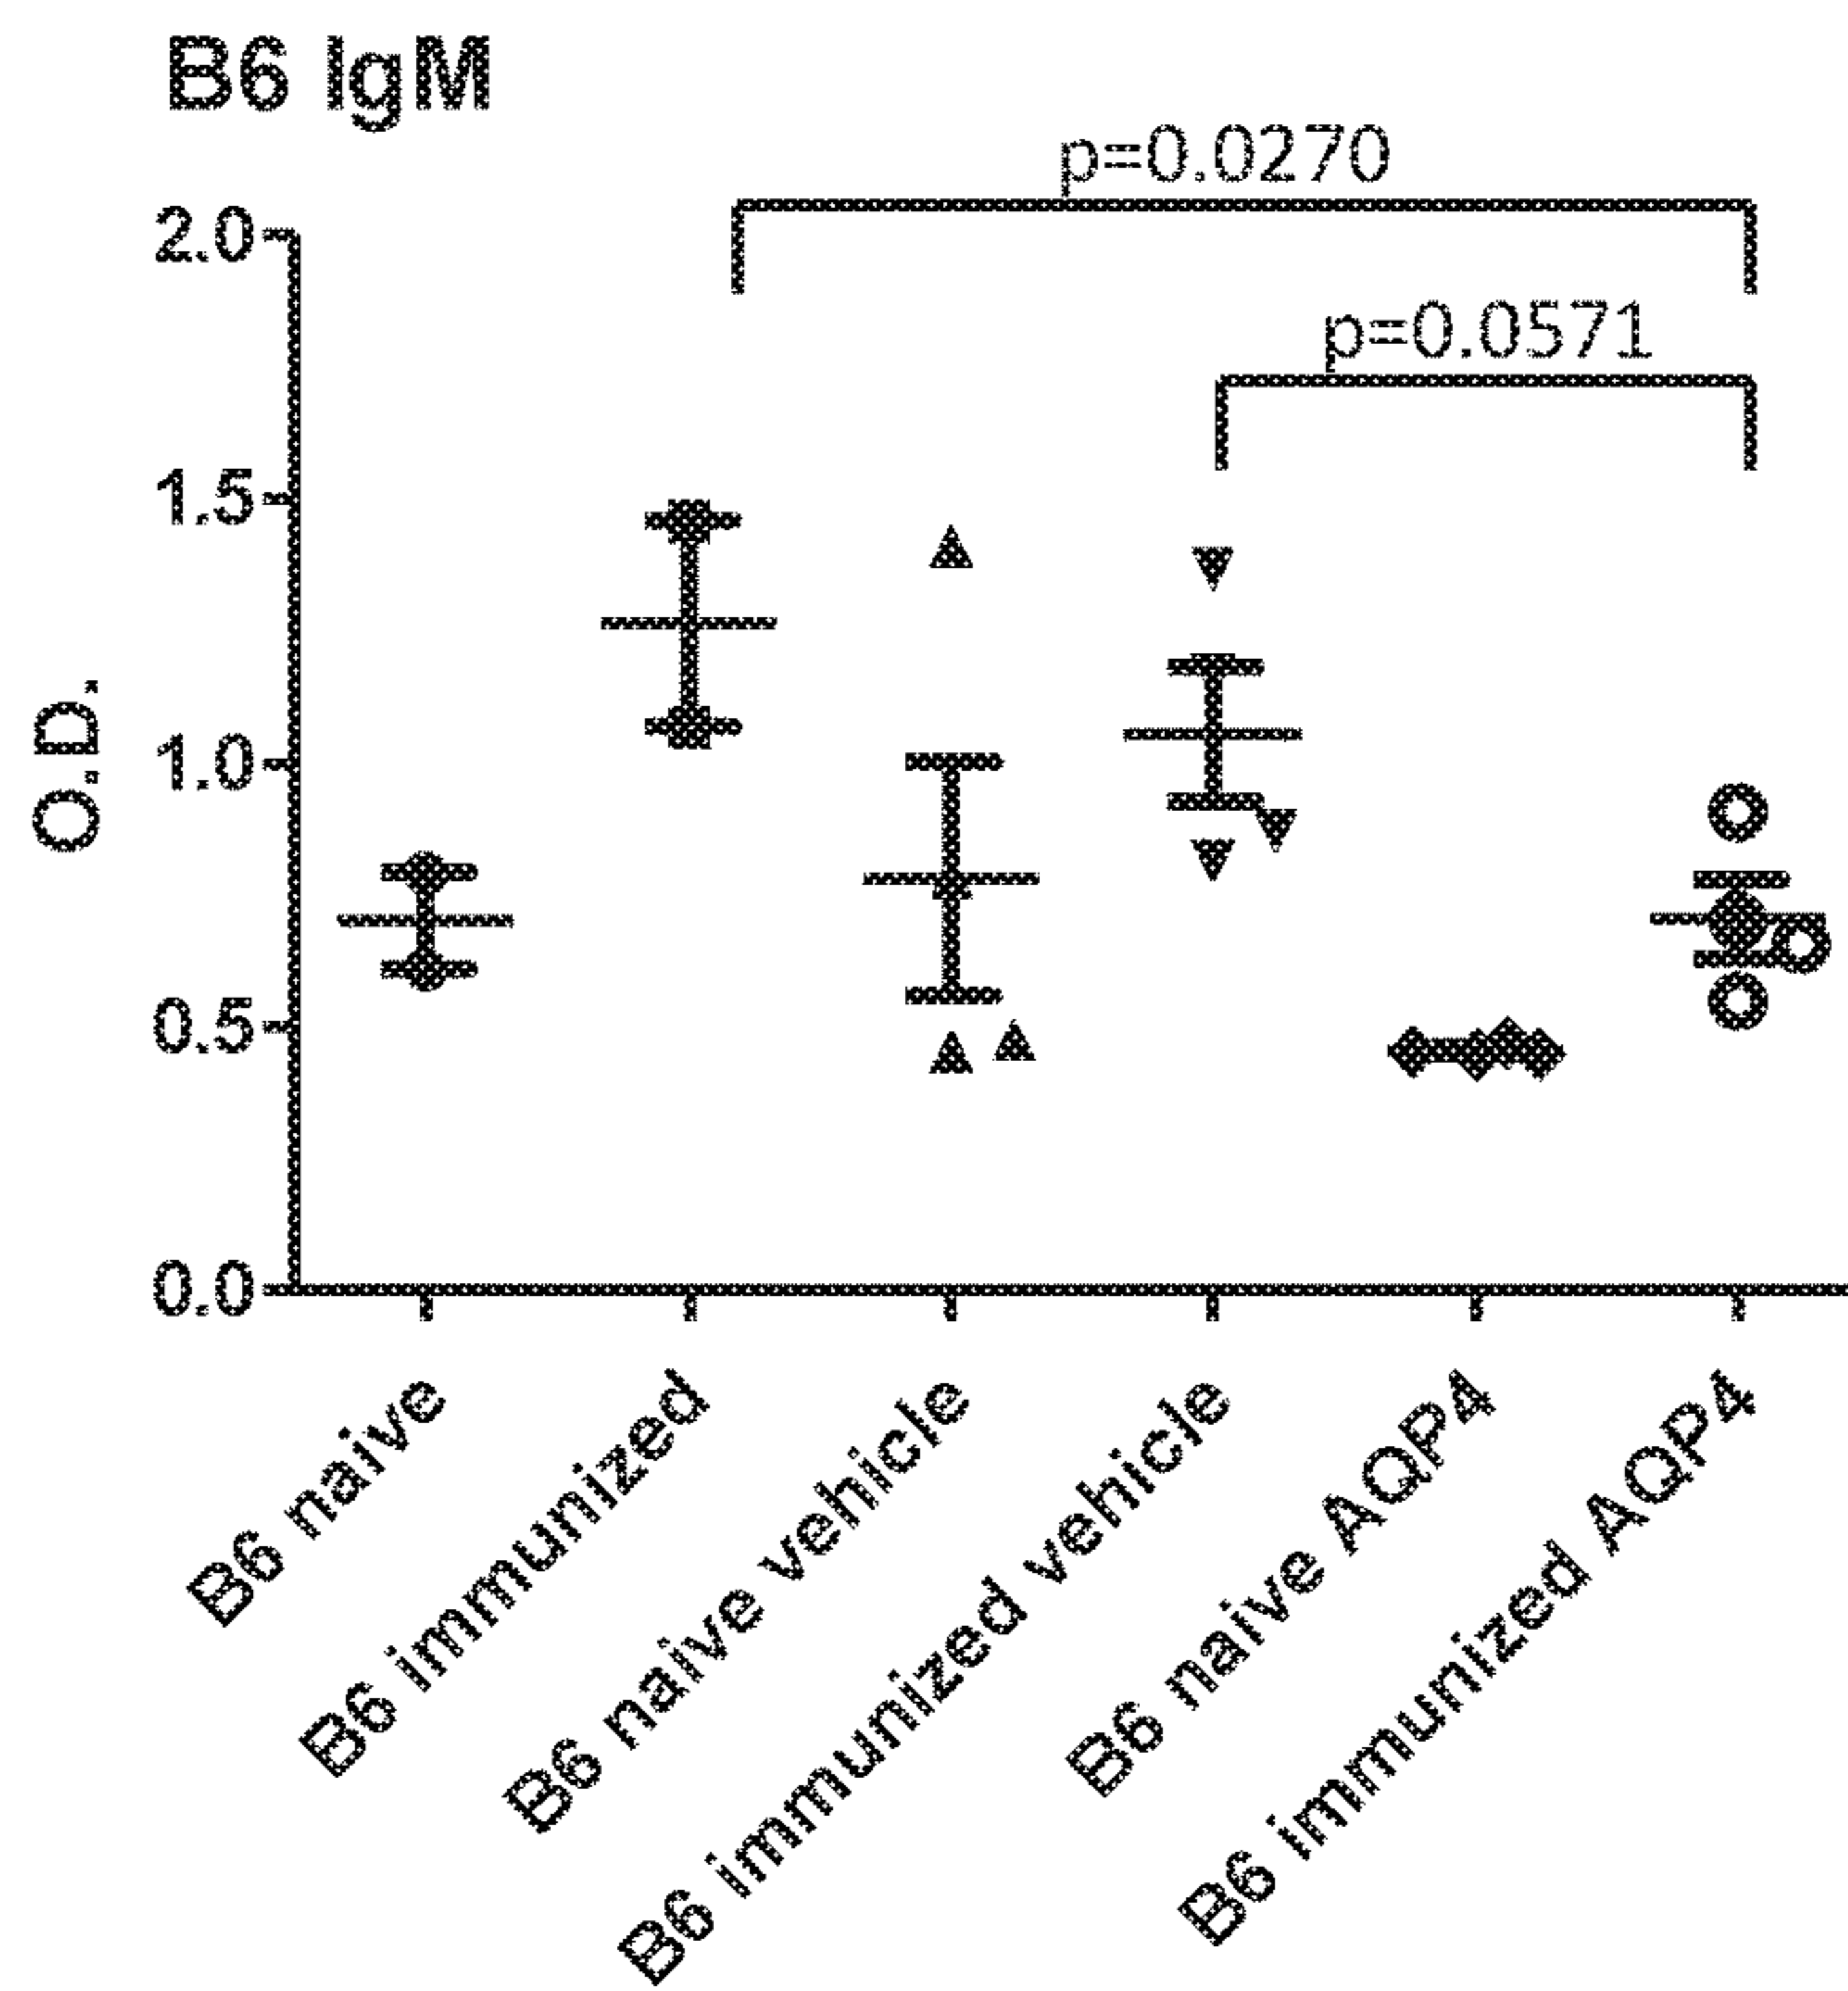 B6 IgM
p=0.0270
p=0.0571
2.0
1.5
1.0
0.5
0.0
O.D.
B6 naive
B6 immunized
B6 naive vehicle
B6 immunized vehicle
B6 naive AQP4
B6 immunized AQP4